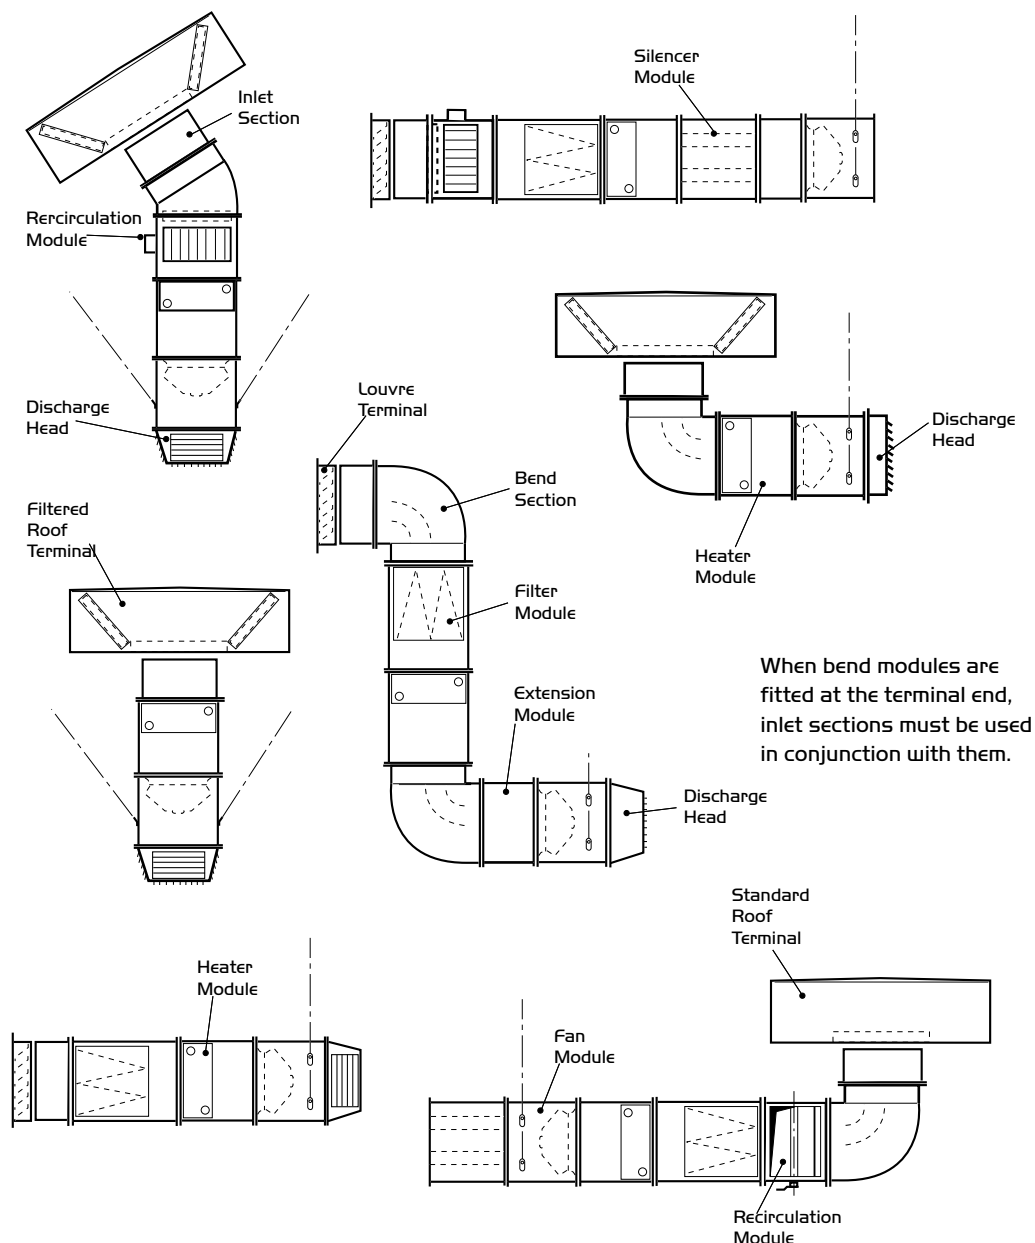 Inlet
Section
Rercirculation
Module
Discharge
Head
Silencer
Module
Louvre
Terminal
Discharge
Head
Bend
Section
Heater
Module
Filtered
Roof
Terminal
Filter
Module
When bend modules are
fitted at the terminal end,
inlet sections must be used
in conjunction with them.
Extension
Module
Discharge
Head
Standard
Roof
Terminal
Heater
Module
Fan
Module
Recirculation
Module